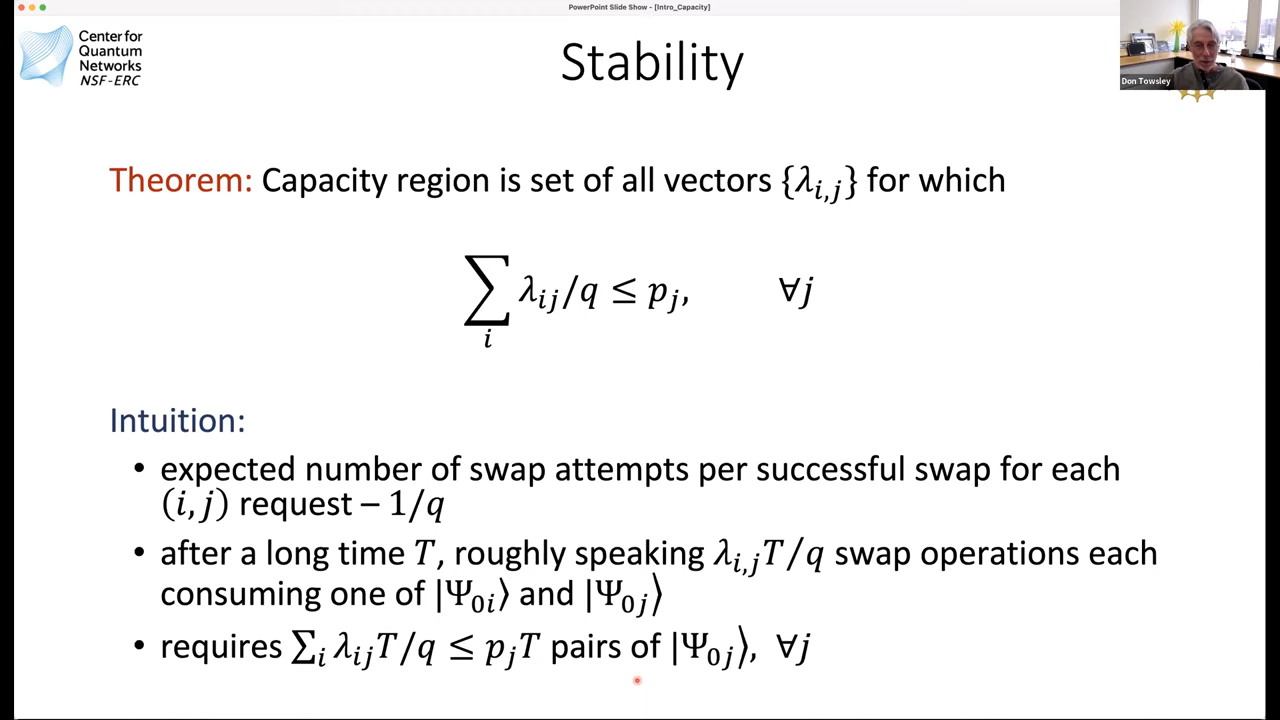 PowerPoint Slide Show - [Intro_Capacity]
Center for
Quantum
Networks
NSF-ERC
Stability
Don Towsley
Theorem: Capacity region is set of all vectors {λ_{i,j}} for which
∑_i λ_{ij}/q ≤ p_j, ∀j
Intuition:
• expected number of swap attempts per successful swap for each
(i,j) request – 1/q
• after a long time T, roughly speaking λ_{i,j}T/q swap operations each
consuming one of |Ψ_{0i}⟩ and |Ψ_{0j}⟩
• requires ∑_i λ_{ij}T/q ≤ p_jT pairs of |Ψ_{0j}⟩, ∀j